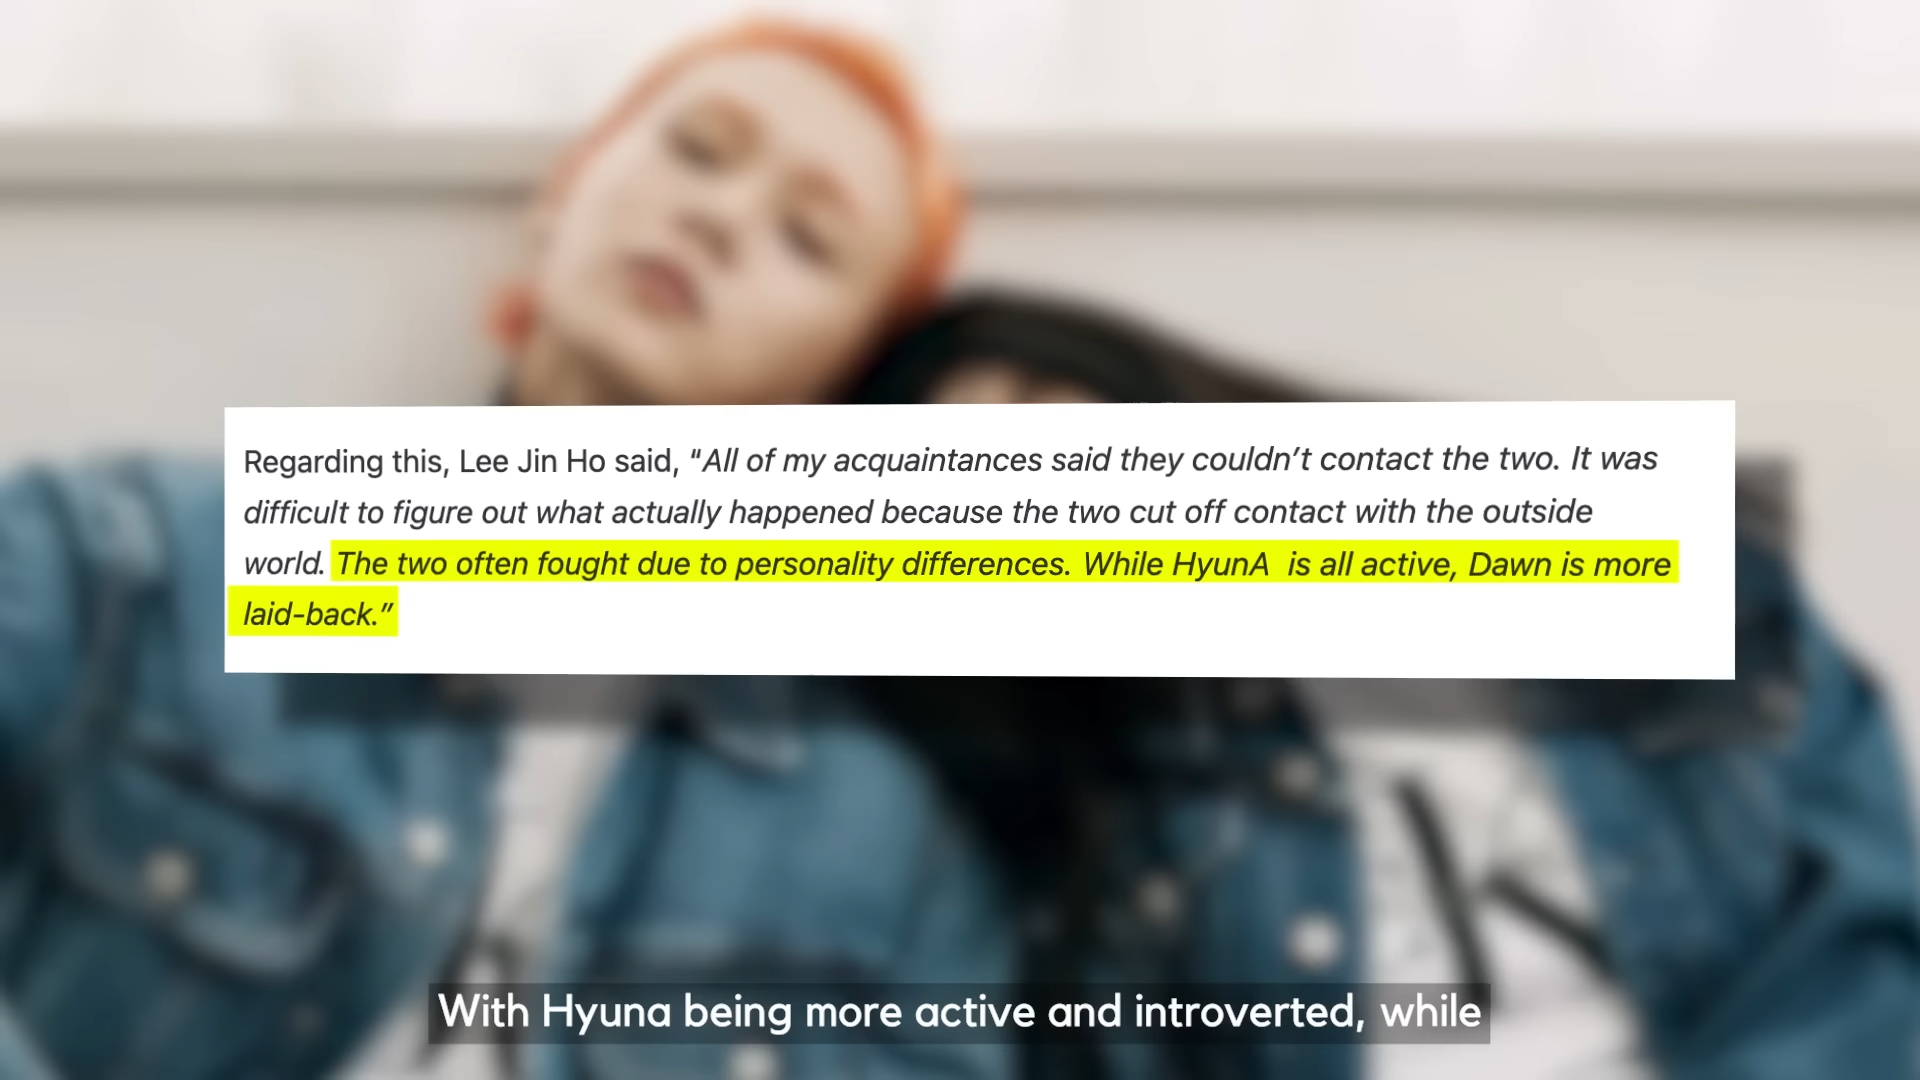 Regarding this, Lee Jin Ho said, “All of my acquaintances said they couldn’t contact the two. It was
difficult to figure out what actually happened because the two cut off contact with the outside
world. The two often fought due to personality differences. While HyunA  is all active, Dawn is more
laid-back.”
With Hyuna being more active and introverted, while